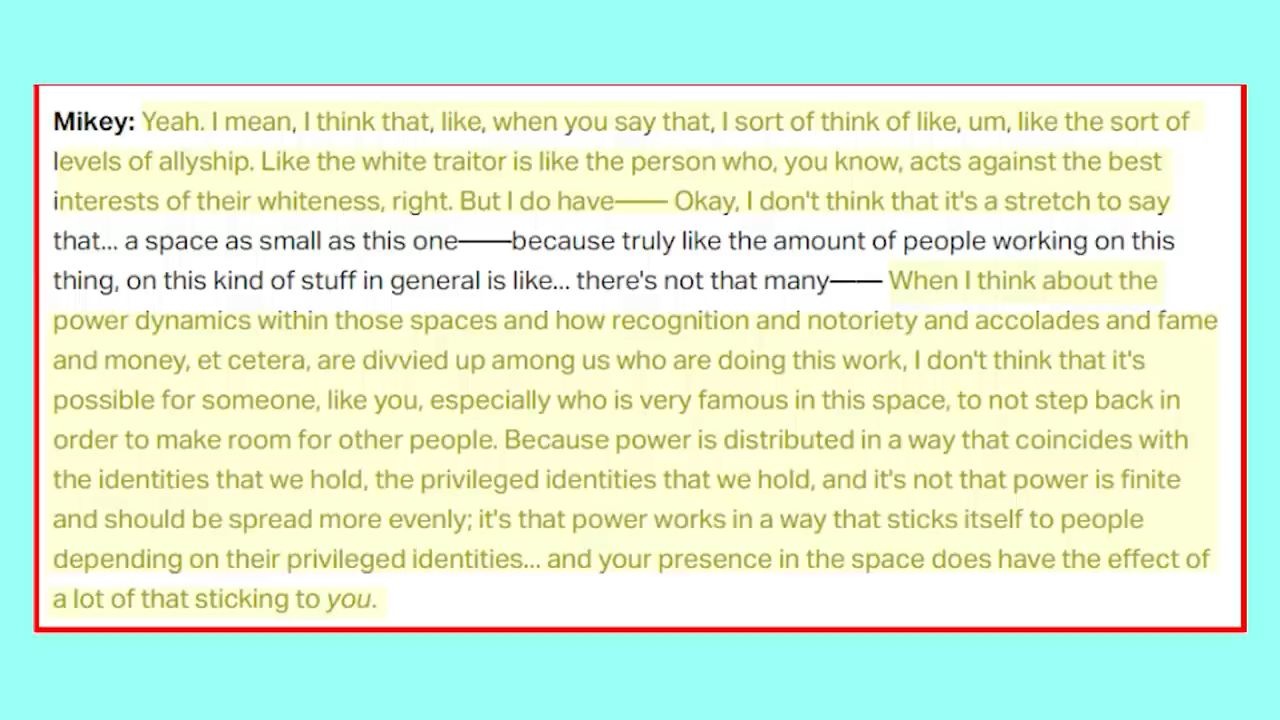 Mikey: Yeah. I mean, I think that, like, when you say that, I sort of think of like, um, like the sort of
levels of allyship. Like the white traitor is like the person who, you know, acts against the best
interests of their whiteness, right. But I do have—— Okay, I don't think that it's a stretch to say
that... a space as small as this one——because truly like the amount of people working on this
thing, on this kind of stuff in general is like... there's not that many—— When I think about the
power dynamics within those spaces and how recognition and notoriety and accolades and fame
and money, et cetera, are divvied up among us who are doing this work, I don't think that it's
possible for someone, like you, especially who is very famous in this space, to not step back in
order to make room for other people. Because power is distributed in a way that coincides with
the identities that we hold, the privileged identities that we hold, and it's not that power is finite
and should be spread more evenly; it's that power works in a way that sticks itself to people
depending on their privileged identities... and your presence in the space does have the effect of
a lot of that sticking to you.